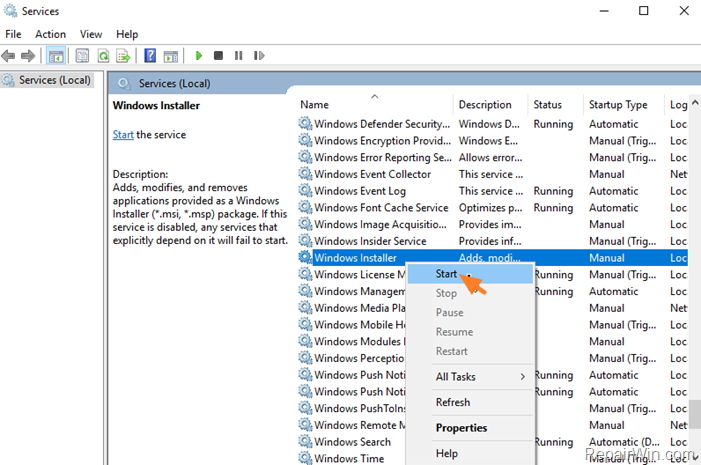 Services
File Action View Help
Services (Local)
Services (Local)
Windows Installer
Start the service
Description:
Adds, modifies, and removes
applications provided as a Windows
Installer (*.msi, *.msp) package. If this
service is disabled, any services that
explicitly depend on it will fail to start.
Name Description Status Startup Type Log
Windows Defender Security... Windows D... Running Automatic Loc
Windows Encryption Provid... Windows E... Manual (Trig... Loc
Windows Error Reporting Se... Allows error... Manual (Trig... Loc
Windows Event Collector This service ... Manual Net
Windows Event Log This service ... Running Automatic Loc
Windows Font Cache Service Optimizes p... Running Automatic Loc
Windows Image Acquisitio... Provides im... Manual Loc
Windows Insider Service Provides inf... Manual (Trig... Loc
Windows Installer Adds, modi... Manual Loc
Windows License M Running Manual (Trig... Loc
Windows Managem Running Automatic Loc
Windows Media Pla Manual Net
Windows Mobile Ho Manual (Trig... Loc
Windows Modules I Manual Loc
Windows Perceptio Manual (Trig... Loc
Windows Push Noti Running Automatic Loc
Windows Push Noti Running Automatic Loc
Windows PushToIns Manual (Trig... Loc
Windows Remote M Manual Net
Windows Search Running Automatic (... Loc
Windows Time Manual (Trig... Loc
Start
Stop
Pause
Resume
Restart
All Tasks
Refresh
Properties
Help
RepairWin.com